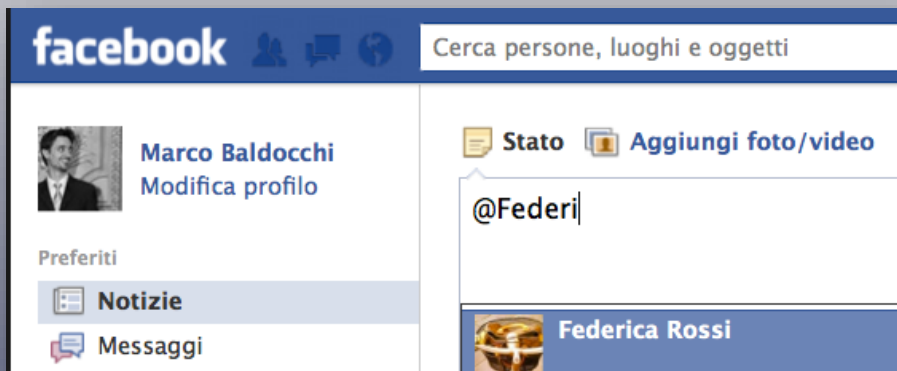 facebook
Cerca persone, luoghi e oggetti
Marco Baldocchi
Modifica profilo
Preferiti
Notizie
Messaggi
Stato
Aggiungi foto/video
@Federi
Federica Rossi